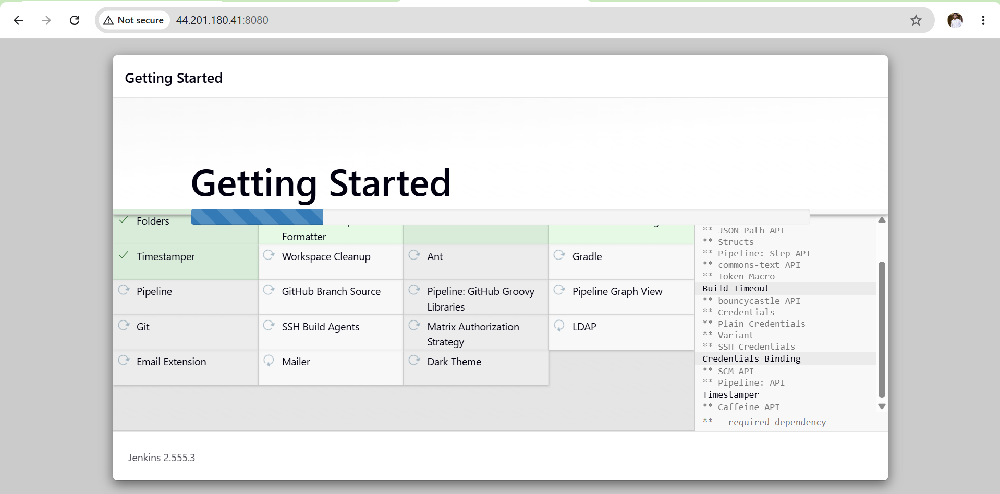 Not secure
44.201.180.41:8080
Getting Started
Getting Started
Folders
Formatter
Timestamper
Workspace Cleanup
Ant
Gradle
Pipeline
GitHub Branch Source
Pipeline: GitHub Groovy
Libraries
Pipeline Graph View
Git
SSH Build Agents
Matrix Authorization
Strategy
LDAP
Email Extension
Mailer
Dark Theme
** JSON Path API
** Structs
** Pipeline: Step API
** commons-text API
** Token Macro
Build Timeout
** bouncycastle API
** Credentials
** Plain Credentials
** Variant
** SSH Credentials
Credentials Binding
** SCM API
** Pipeline: API
Timestamper
** Caffeine API
** - required dependency
Jenkins 2.555.3